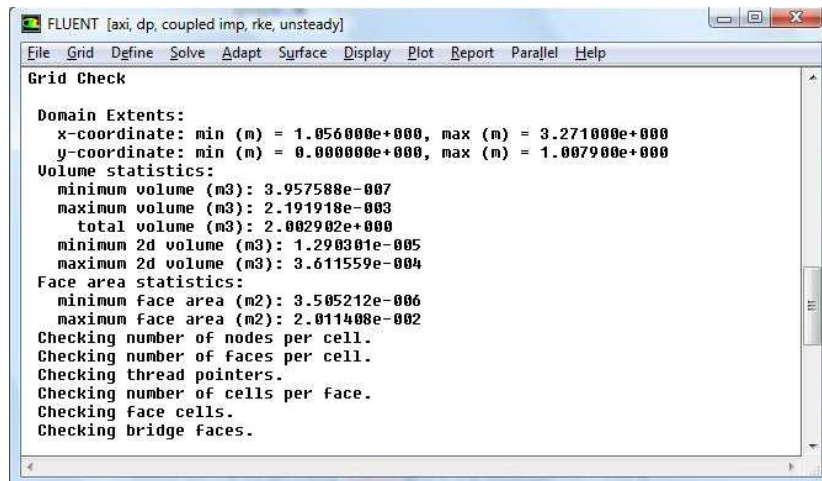 FLUENT [axi, dp, coupled imp, rke, unsteady]
File Grid Define Solve Adapt Surface Display Plot Report Parallel Help
Grid Check
Domain Extents:
x-coordinate: min (m) = 1.056000e+000, max (m) = 3.271000e+000
y-coordinate: min (m) = 0.000000e+000, max (m) = 1.007900e+000
Volume statistics:
minimum volume (m3): 3.957588e-007
maximum volume (m3): 2.191918e-003
total volume (m3): 2.002902e+000
minimum 2d volume (m3): 1.290301e-005
maximum 2d volume (m3): 3.611559e-004
Face area statistics:
minimum face area (m2): 3.505212e-006
maximum face area (m2): 2.011408e-002
Checking number of nodes per cell.
Checking number of faces per cell.
Checking thread pointers.
Checking number of cells per face.
Checking face cells.
Checking bridge faces.